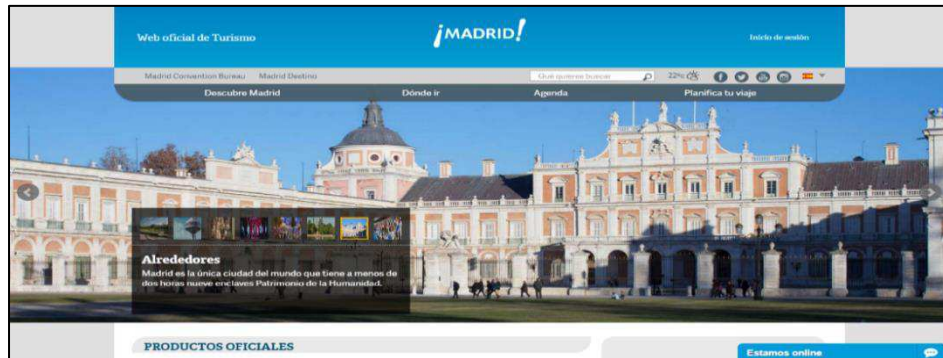 Web oficial de Turismo
¡MADRID!
Inicio de sesión
Madrid Convention Bureau
Madrid Destino
Qué quieres buscar
22ºc
Descubre Madrid
Dónde ir
Agenda
Planifica tu viaje
Alrededores
Madrid es la única ciudad del mundo que tiene a menos de
dos horas nueve enclaves Patrimonio de la Humanidad.
PRODUCTOS OFICIALES
Estamos online